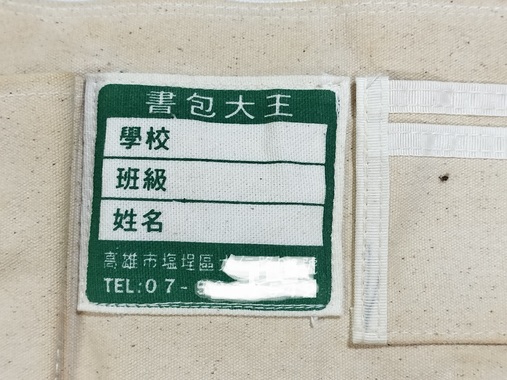 書包大王
學校
班級
姓名
高雄市塩埕區
TEL:07-